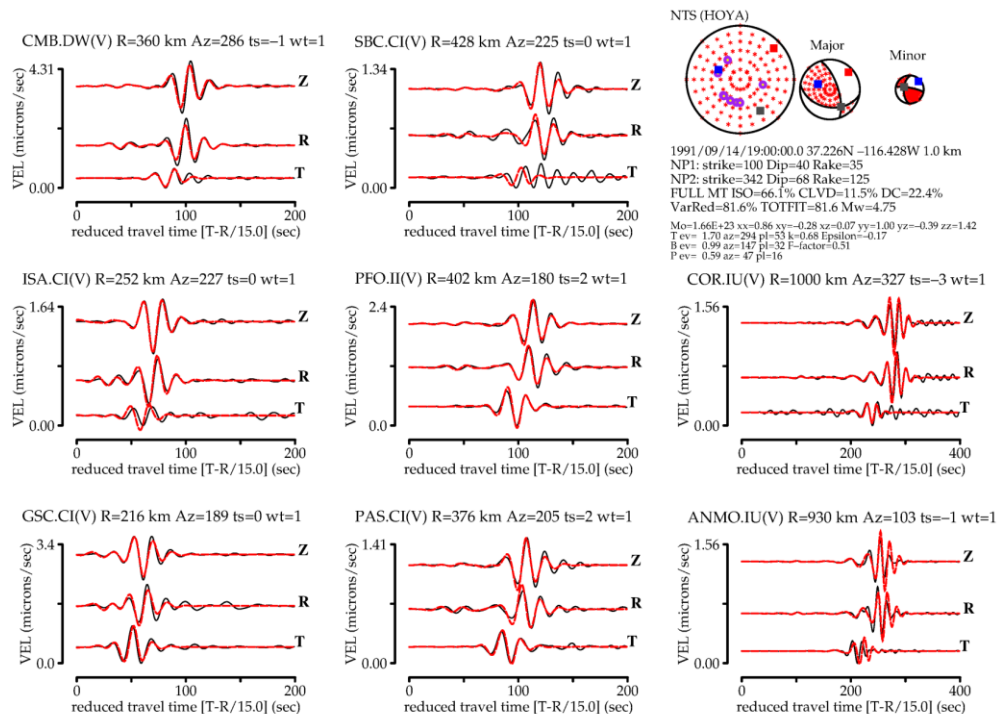 NTS (HOYA)
Major
Minor
1991/09/14/19:00:00.0 37.226N −116.428W 1.0 km
NP1: strike=100 Dip=40 Rake=35
NP2: strike=342 Dip=68 Rake=125
FULL MT ISO=66.1% CLVD=11.5% DC=22.4%
VarRed=81.6% TOTFIT=81.6 Mw=4.75
Mo=1.66E+23 xx=0.86 xy=−0.28 xz=0.07 yy=1.00 yz=−0.39 zz=1.42
T ev= 1.70 az=294 pl=53 k=0.68 Epsilon=−0.17
B ev= 0.99 az=147 pl=32 F−factor=0.51
P ev= 0.59 az= 47 pl=16
CMB.DW(V) R=360 km Az=286 ts=−1 wt=1
4.31
VEL (microns/sec)
0.00
Z
R
T
0 100 200
reduced travel time [T-R/15.0] (sec)
SBC.CI(V) R=428 km Az=225 ts=0 wt=1
1.34
VEL (microns/sec)
0.00
Z
R
T
0 100 200
reduced travel time [T-R/15.0] (sec)
ISA.CI(V) R=252 km Az=227 ts=0 wt=1
1.64
VEL (microns/sec)
0.00
Z
R
T
0 100 200
reduced travel time [T-R/15.0] (sec)
PFO.II(V) R=402 km Az=180 ts=2 wt=1
2.4
VEL (microns/sec)
0.00
Z
R
T
0 100 200
reduced travel time [T-R/15.0] (sec)
COR.IU(V) R=1000 km Az=327 ts=−3 wt=1
1.56
VEL (microns/sec)
0.00
Z
R
T
0 200 400
reduced travel time [T-R/15.0] (sec)
GSC.CI(V) R=216 km Az=189 ts=0 wt=1
3.4
VEL (microns/sec)
0.0
Z
R
T
0 100 200
reduced travel time [T-R/15.0] (sec)
PAS.CI(V) R=376 km Az=205 ts=2 wt=1
1.41
VEL (microns/sec)
0.00
Z
R
T
0 100 200
reduced travel time [T-R/15.0] (sec)
ANMO.IU(V) R=930 km Az=103 ts=−1 wt=1
1.56
VEL (microns/sec)
0.00
Z
R
T
0 200 400
reduced travel time [T-R/15.0] (sec)